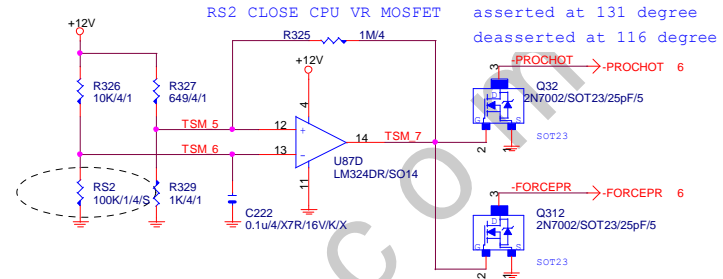 RS2 CLOSE CPU VR MOSFET
asserted at 131 degree
deasserted at 116 degree
+12V
R325
1M/4
R326
10K/4/1
R327
649/4/1
+12V
4
TSM_5
12
+
TSM_6
13
-
14
TSM_7
U87D
LM324DR/SO14
11
RS2
100K/1/4/S
R329
1K/4/1
C222
0.1u/4/X7R/16V/K/X
-PROCHOT
-PROCHOT 6
3
Q32
2N7002/SOT23/25pF/5
D
G
S
SOT23
2
1
-FORCEPR
-FORCEPR 6
3
Q312
2N7002/SOT23/25pF/5
D
G
S
SOT23
2
1
com